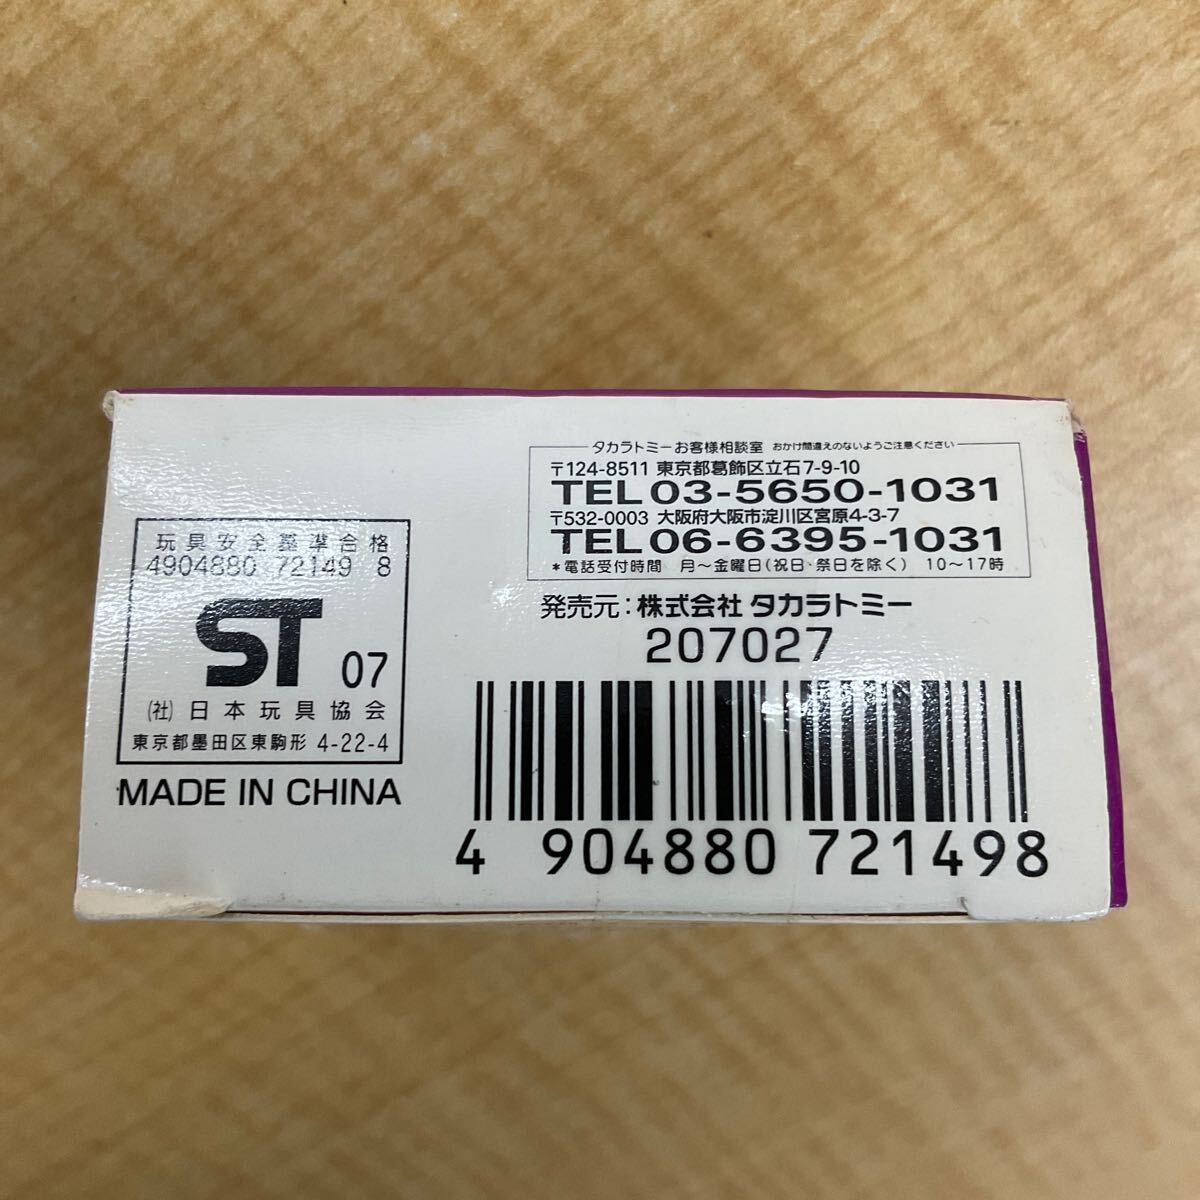 玩具安全基準合格
4904880 72149 8
ST 07
(社)日本玩具協会
東京都墨田区東駒形 4-22-4
MADE IN CHINA
タカラトミーお客様相談室 おかけ間違えのないようご注意ください
〒124-8511 東京都葛飾区立石7-9-10
TEL 03-5650-1031
〒532-0003 大阪府大阪市淀川区宮原4-3-7
TEL 06-6395-1031
*電話受付時間 月〜金曜日(祝日・祭日を除く) 10〜17時
発売元:株式会社 タカラトミー
207027
4 904880 721498